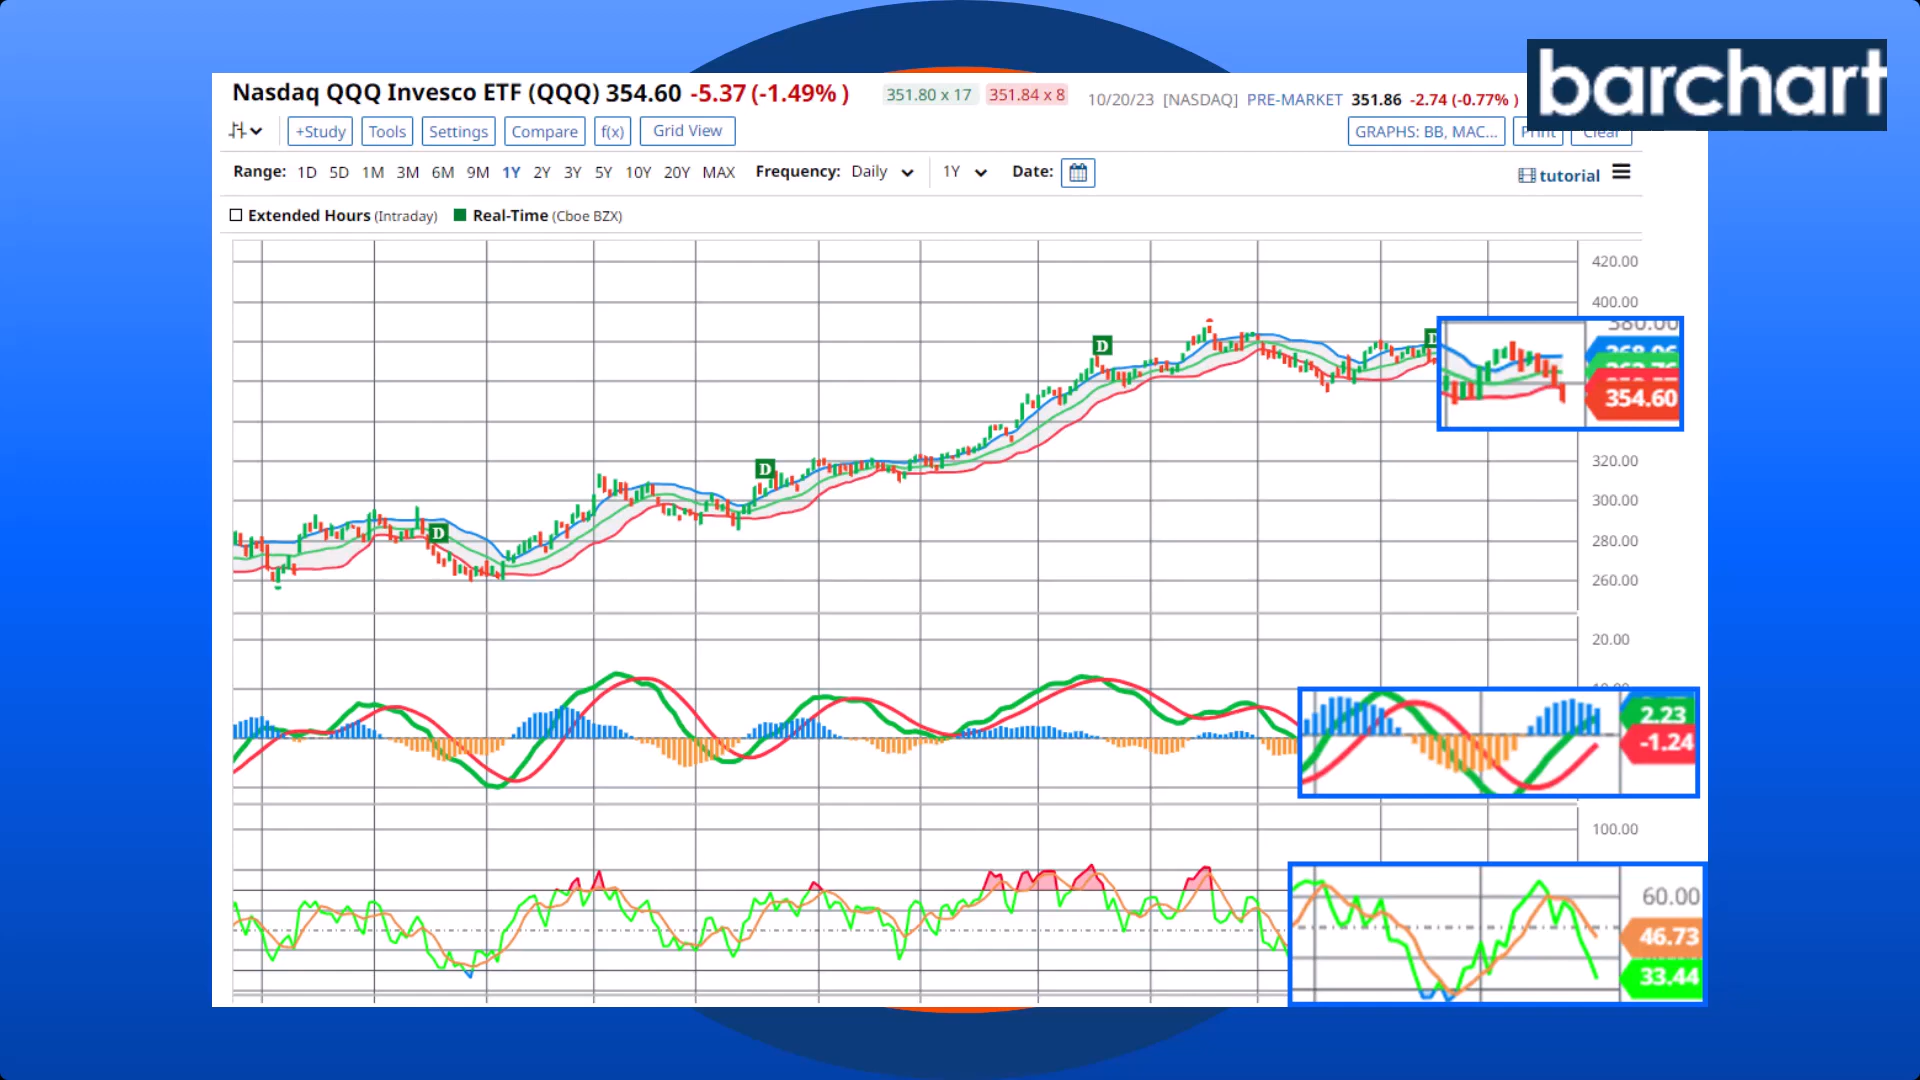 barchart
Nasdaq QQQ Invesco ETF (QQQ) 354.60 -5.37 (-1.49% ) 351.80 x 17 351.84 x 8 10/20/23 [NASDAQ] PRE-MARKET 351.86 -2.74 (-0.77% )
+Study Tools Settings Compare f(x) Grid View GRAPHS: BB, MAC... Print Clear
Range: 1D 5D 1M 3M 6M 9M 1Y 2Y 3Y 5Y 10Y 20Y MAX Frequency: Daily 1Y Date: tutorial
Extended Hours (Intraday) Real-Time (Cboe BZX)
420.00
400.00
380.00
D
D
D
D
354.60
320.00
300.00
280.00
260.00
20.00
2.23
-1.24
100.00
60.00
46.73
33.44